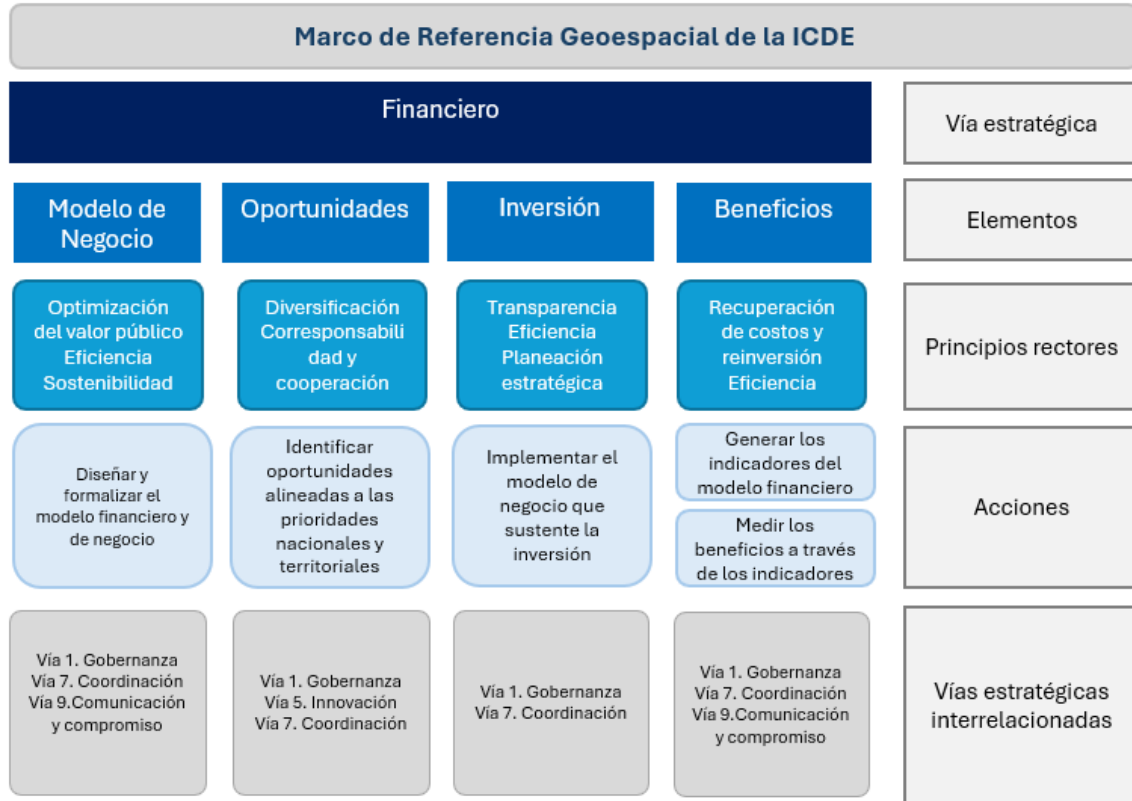 Marco de Referencia Geoespacial de la ICDE
Financiero
Vía estratégica
Modelo de
Negocio
Oportunidades
Inversión
Beneficios
Elementos
Optimización
del valor público
Eficiencia
Sostenibilidad
Diversificación
Corresponsabili
dad y
cooperación
Transparencia
Eficiencia
Planeación
estratégica
Recuperación
de costos y
reinversión
Eficiencia
Principios rectores
Diseñar y
formalizar el
modelo financiero y
de negocio
Identificar
oportunidades
alineadas a las
prioridades
nacionales y
territoriales
Implementar el
modelo de
negocio que
sustente la
inversión
Generar los
indicadores del
modelo financiero
Medir los
beneficios a través
de los indicadores
Acciones
Vía 1. Gobernanza
Vía 7. Coordinación
Vía 9.Comunicación
y compromiso
Vía 1. Gobernanza
Vía 5. Innovación
Vía 7. Coordinación
Vía 1. Gobernanza
Vía 7. Coordinación
Vía 1. Gobernanza
Vía 7. Coordinación
Vía 9.Comunicación
y compromiso
Vías estratégicas
interrelacionadas